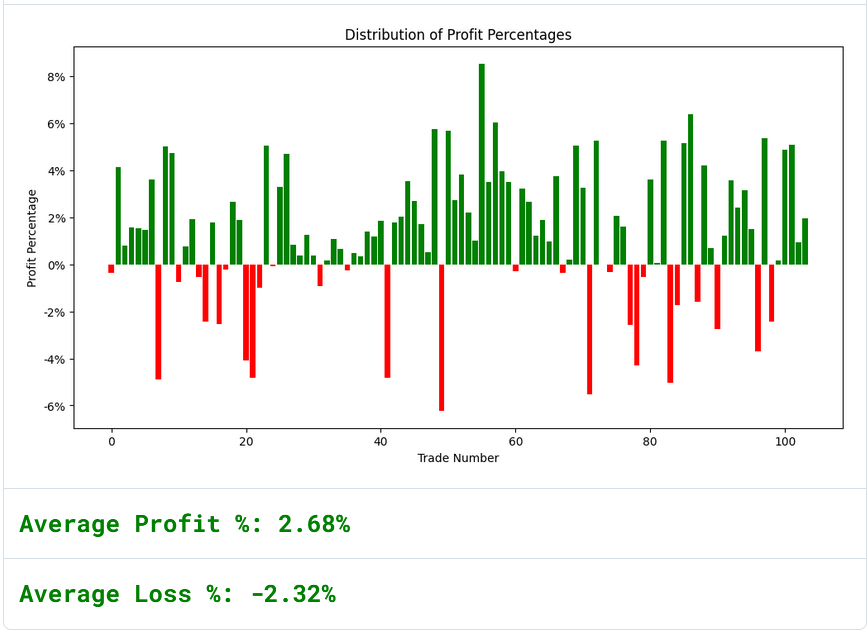 Distribution of Profit Percentages
8%
6%
4%
2%
0%
-2%
-4%
-6%
Profit Percentage
0 20 40 60 80 100
Trade Number
Average Profit %: 2.68%
Average Loss %: -2.32%